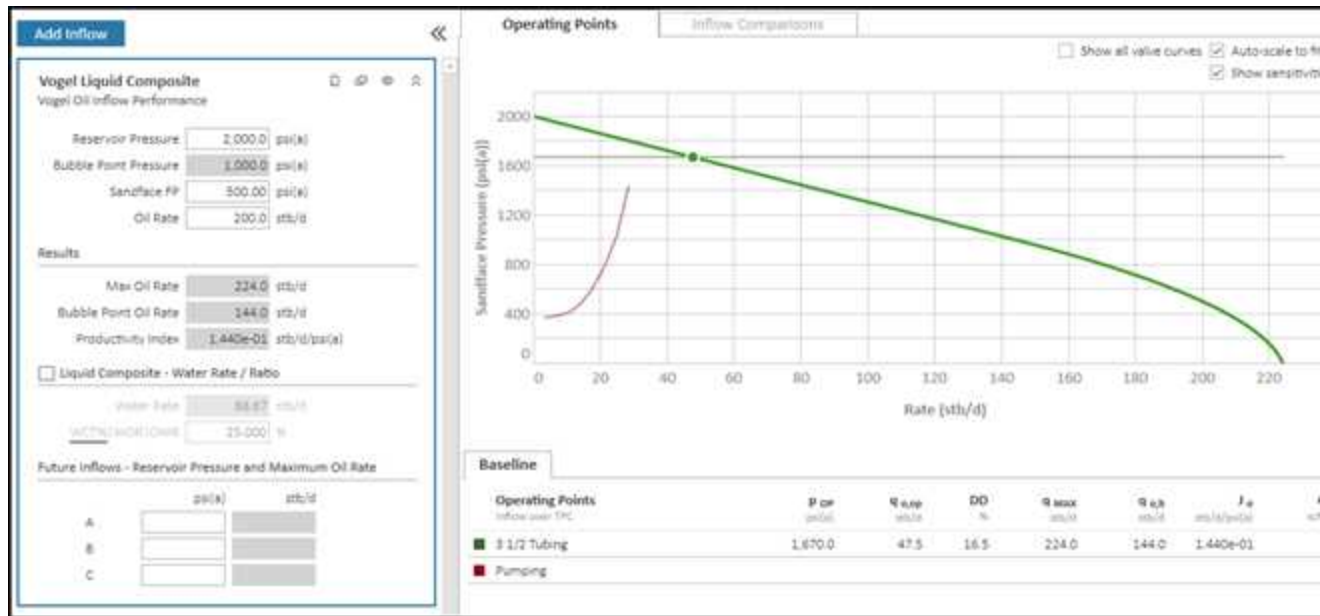 Add Inflow
Vogel Liquid Composite
Vogel Oil Inflow Performance
Reservoir Pressure 2,000.0 psi(a)
Bubble Point Pressure 1,000.0 psi(a)
Sandface FP 500.00 psi(a)
Oil Rate 200.0 stb/d
Results
Max Oil Rate 224.0 stb/d
Bubble Point Oil Rate 144.0 stb/d
Productivity Index 1.440e-01 stb/d/psi(a)
Liquid Composite - Water Rate / Ratio
Water Rate 66.67 stb/d
25.000 %
Future Inflows - Reservoir Pressure and Maximum Oil Rate
psi(a) stb/d
A
B
C
Operating Points Inflow Comparisons
Show all valve curves Auto-scale to
Show
Sandface Pressure (psi(a))
2000
1600
1200
800
400
0
0 20 40 60 80 100 120 140 160 180 200 220
Rate (stb/d)
Baseline
Operating Points P OP q o,op DD q MAX q o,b J o
Inflow over TPC psi(a) stb/d % stb/d stb/d stb/d/psi(a)
3 1/2 Tubing 1,670.0 47.5 16.5 224.0 144.0 1.440e-01
Pumping